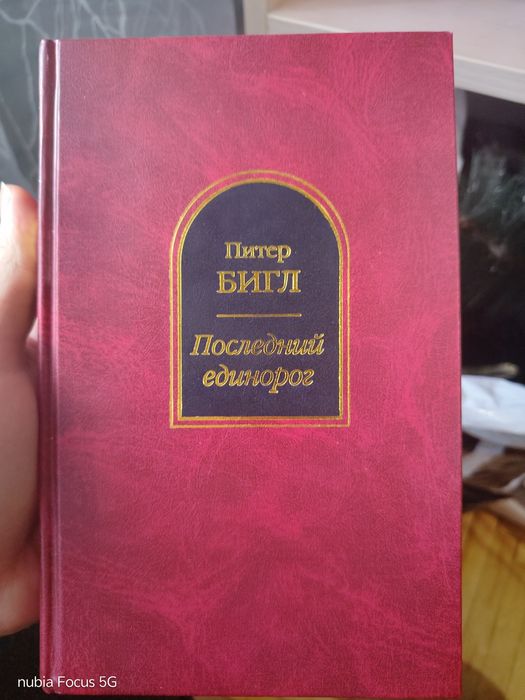 Питер
БИГЛ
Последний
единорог
nubia Focus 5G